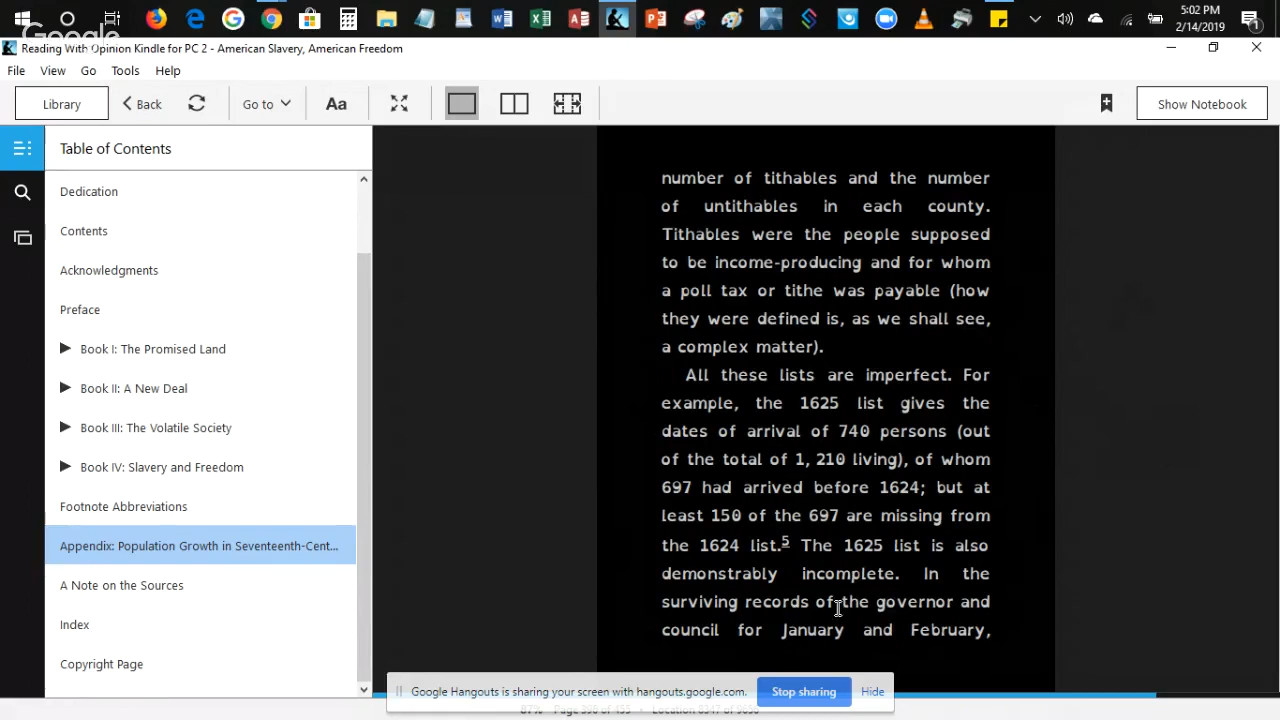 Google
5:02 PM
2/14/2019
Reading With Opinion Kindle for PC 2 - American Slavery, American Freedom
File View Go Tools Help
Library Back Go to Aa Show Notebook
Table of Contents
Dedication
Contents
Acknowledgments
Preface
Book I: The Promised Land
Book II: A New Deal
Book III: The Volatile Society
Book IV: Slavery and Freedom
Footnote Abbreviations
Appendix: Population Growth in Seventeenth-Cent...
A Note on the Sources
Index
Copyright Page
number of tithables and the number
of untithables in each county.
Tithables were the people supposed
to be income-producing and for whom
a poll tax or tithe was payable (how
they were defined is, as we shall see,
a complex matter).
All these lists are imperfect. For
example, the 1625 list gives the
dates of arrival of 740 persons (out
of the total of 1, 210 living), of whom
697 had arrived before 1624; but at
least 150 of the 697 are missing from
the 1624 list.5 The 1625 list is also
demonstrably incomplete. In the
surviving records of the governor and
council for January and February,
Google Hangouts is sharing your screen with hangouts.google.com. Stop sharing Hide